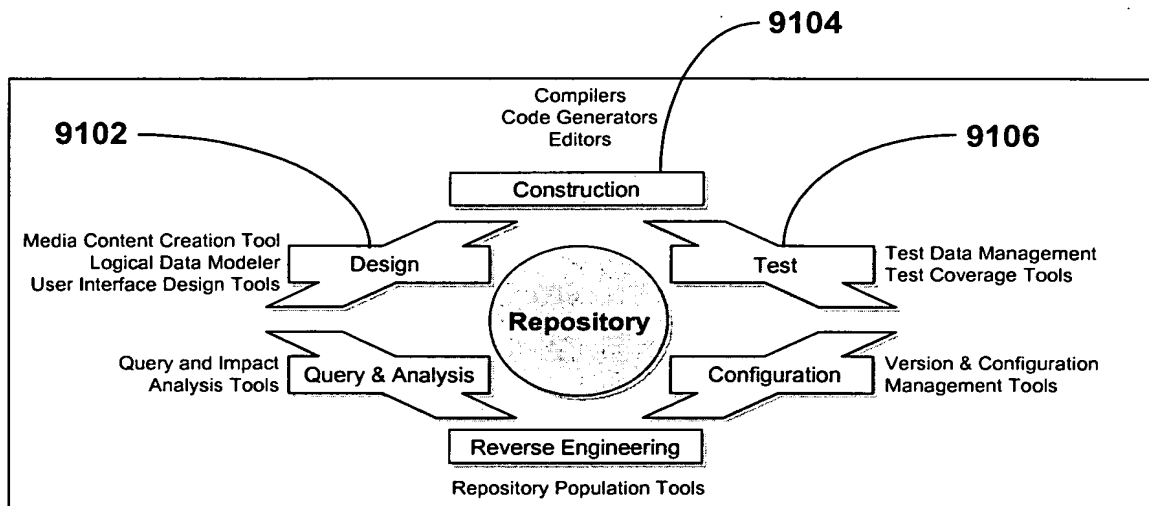 9104
Compilers
Code Generators
Editors
9102
9106
Construction
Media Content Creation Tool
Logical Data Modeler
User Interface Design Tools
Design
Test
Test Data Management
Test Coverage Tools
Repository
Query and Impact
Analysis Tools
Query & Analysis
Configuration
Version & Configuration
Management Tools
Reverse Engineering
Repository Population Tools